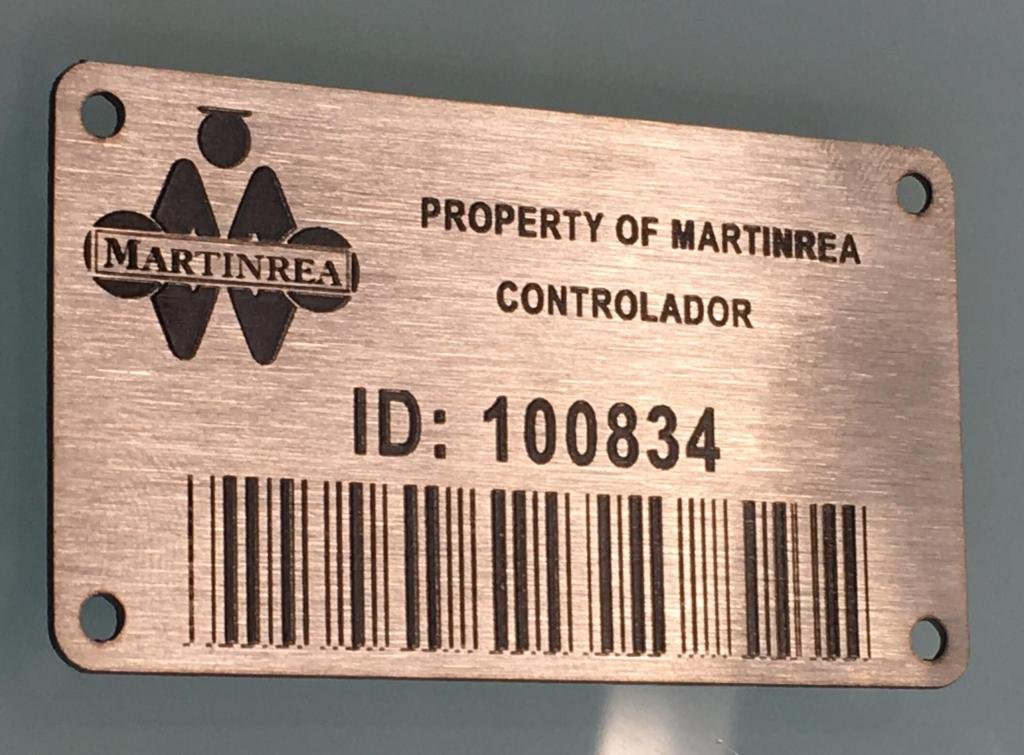 MARTINREA
PROPERTY OF MARTINREA
CONTROLADOR
ID: 100834